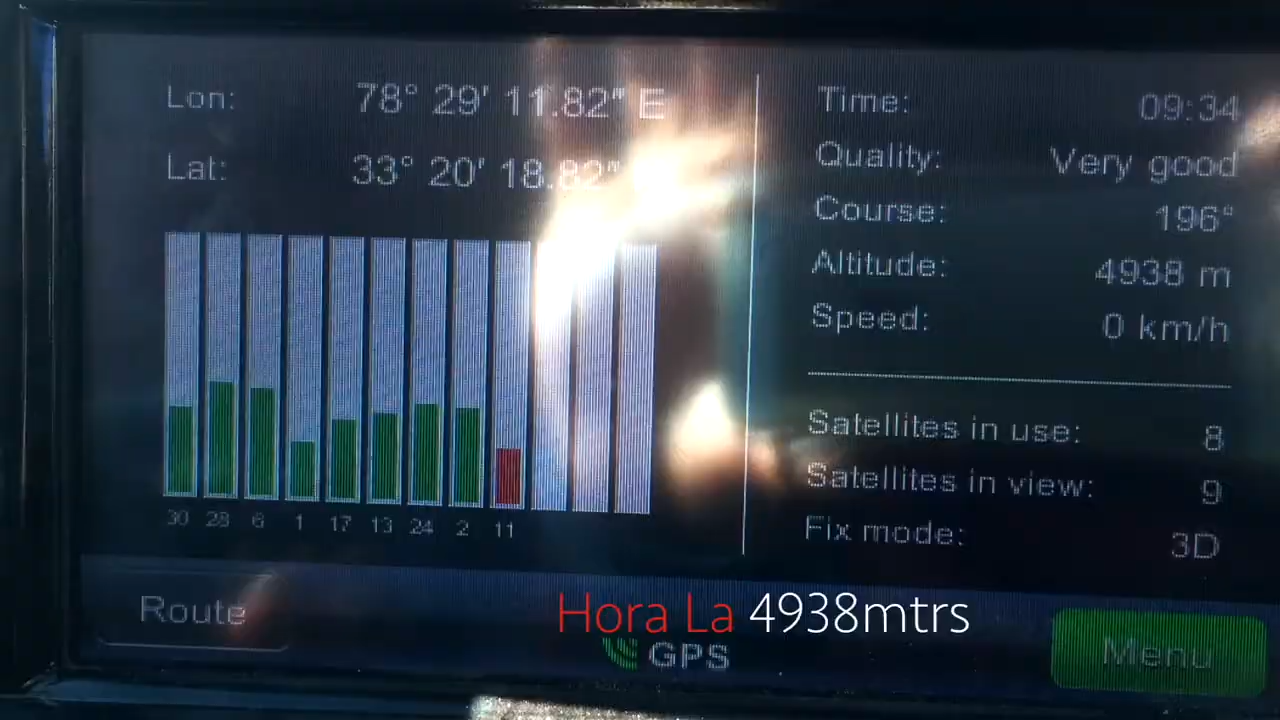 Lon: 78° 29' 11.82" E
Lat: 33° 20' 18.82"
30 28 6 1 17 13 24 2 11
Time: 09:34
Quality: Very good
Course: 196°
Altitude: 4938 m
Speed: 0 km/h
Satellites in use: 8
Satellites in view: 9
Fix mode: 3D
Route
Hora La 4938mtrs
GPS
Menu